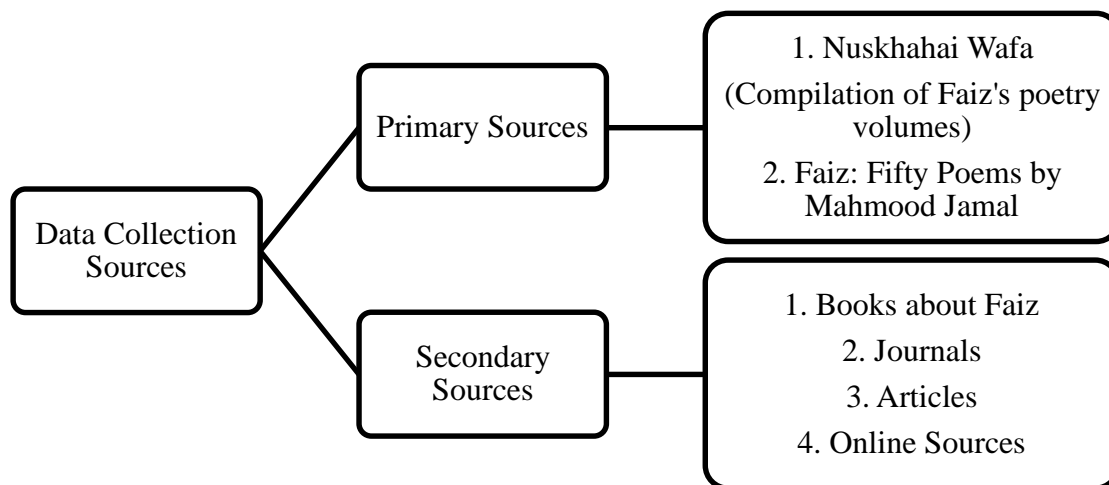 Data Collection
Sources
Primary Sources
1. Nuskhahai Wafa
(Compilation of Faiz's poetry
volumes)
2. Faiz: Fifty Poems by
Mahmood Jamal
Secondary
Sources
1. Books about Faiz
2. Journals
3. Articles
4. Online Sources